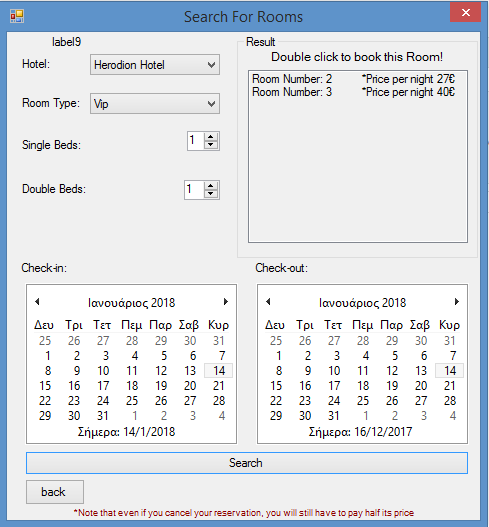 Search For Rooms
label9
Hotel: Herodion Hotel
Room Type: Vip
Single Beds: 1
Double Beds: 1
Result
Double click to book this Room!
Room Number: 2 *Price per night 27€
Room Number: 3 *Price per night 40€
Check-in:
Ιανουάριος 2018
Δευ Τρι Τετ Πεμ Παρ Σαβ Κυρ
25 26 27 28 29 30 31
1 2 3 4 5 6 7
8 9 10 11 12 13 14
15 16 17 18 19 20 21
22 23 24 25 26 27 28
29 30 31 1 2 3 4
Σήμερα: 14/1/2018
Check-out:
Ιανουάριος 2018
Δευ Τρι Τετ Πεμ Παρ Σαβ Κυρ
25 26 27 28 29 30 31
1 2 3 4 5 6 7
8 9 10 11 12 13 14
15 16 17 18 19 20 21
22 23 24 25 26 27 28
29 30 31 1 2 3 4
Σήμερα: 16/12/2017
Search
back
*Note that even if you cancel your reservation, you will still have to pay half its price